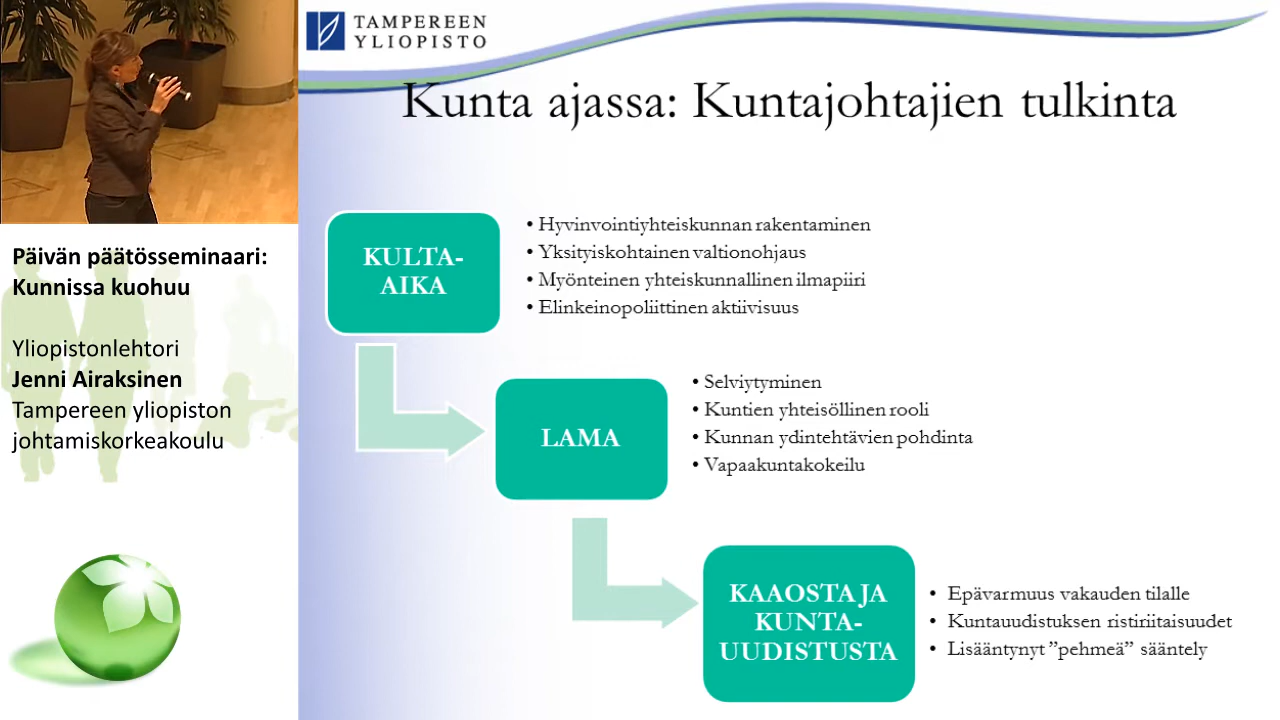 TAMPEREEN
YLIOPISTO
Kunta ajassa: Kuntajohtajien tulkinta
Päivän päätösseminaari:
Kunnissa kuohuu
Yliopistonlehtori
Jenni Airaksinen
Tampereen yliopiston
johtamiskorkeakoulu
KULTA-
AIKA
• Hyvinvointiyhteiskunnan rakentaminen
• Yksityiskohtainen valtionohjaus
• Myönteinen yhteiskunnallinen ilmapiiri
• Elinkeinopoliittinen aktiivisuus
LAMA
• Selviytyminen
• Kuntien yhteisöllinen rooli
• Kunnan ydintehtävien pohdinta
• Vapaakuntakokeilu
KAAOSTA JA
KUNTA-
UUDISTUSTA
• Epävarmuus vakauden tilalle
• Kuntauudistuksen ristiriitaisuudet
• Lisääntynyt ”pehmeä” sääntely